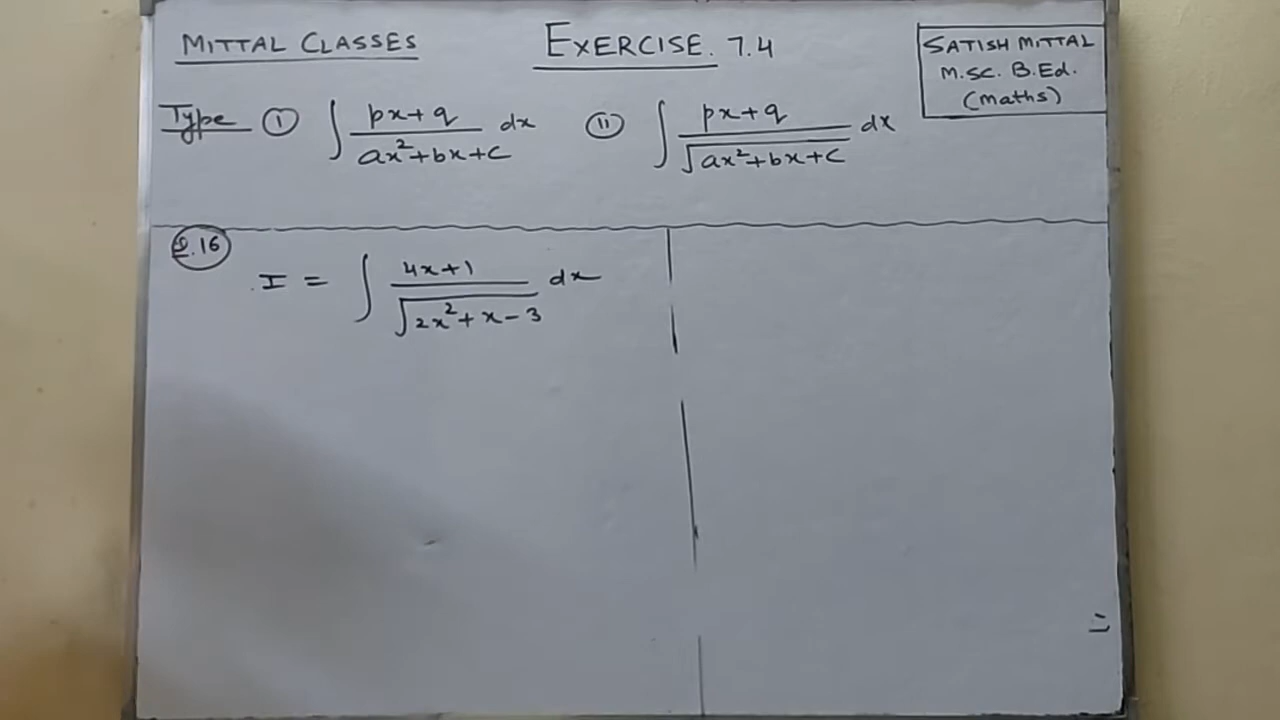 MITTAL CLASSES
EXERCISE. 7.4
SATISH MITTAL
M.SC. B.Ed.
(Maths)
Type (i) ∫ (px+q)/(ax²+bx+c) dx (ii) ∫ (px+q)/√(ax²+bx+c) dx
Q.16
I = ∫ (4x+1)/√(2x²+x-3) dx